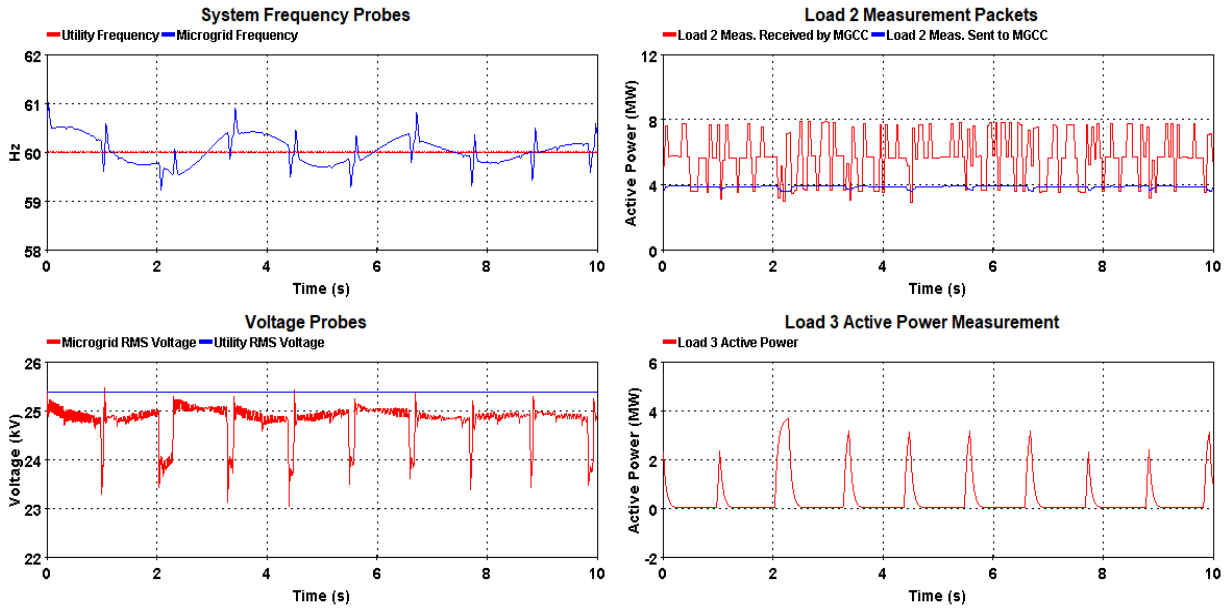 System Frequency Probes
Utility Frequency Microgrid Frequency
62
61
60
59
58
Hz
0 2 4 6 8 10
Time (s)
Load 2 Measurement Packets
Load 2 Meas. Received by MGCC Load 2 Meas. Sent to MGCC
12
8
4
0
Active Power (MW)
0 2 4 6 8 10
Time (s)
Voltage Probes
Microgrid RMS Voltage Utility RMS Voltage
26
25
24
23
22
Voltage (kV)
0 2 4 6 8 10
Time (s)
Load 3 Active Power Measurement
Load 3 Active Power
6
4
2
0
-2
Active Power (MW)
0 2 4 6 8 10
Time (s)